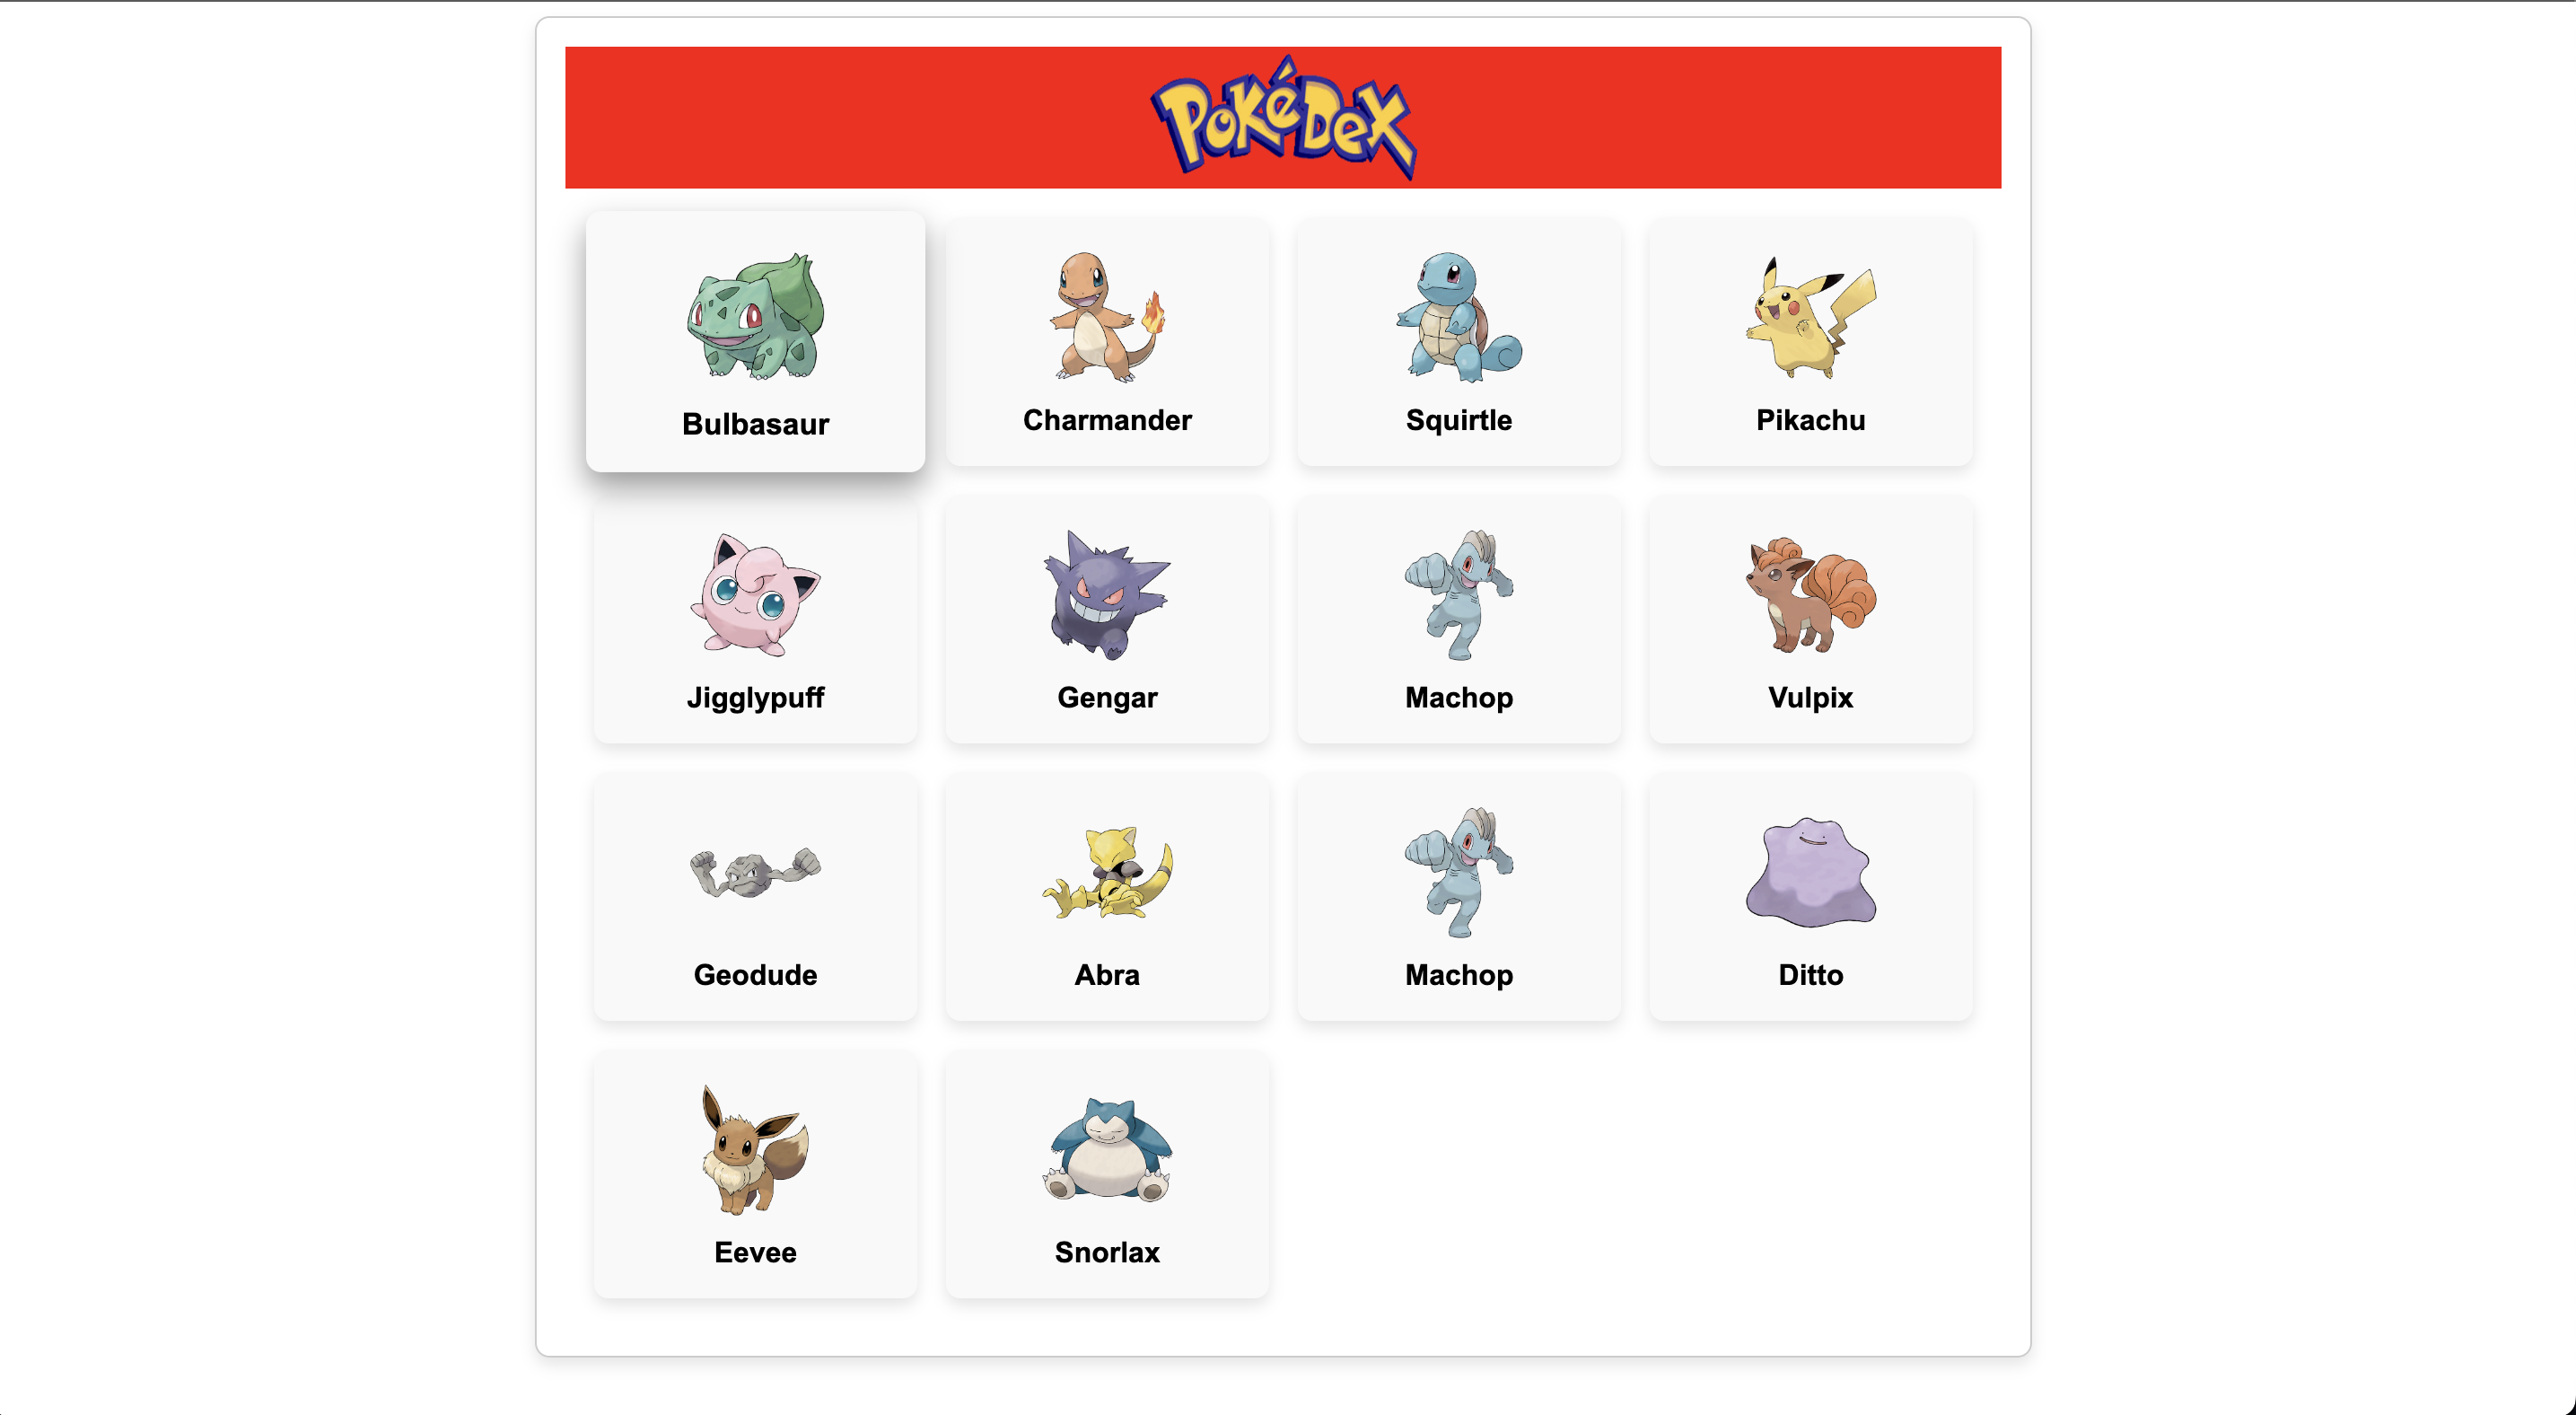 PoKéDeX
Bulbasaur
Charmander
Squirtle
Pikachu
Jigglypuff
Gengar
Machop
Vulpix
Geodude
Abra
Machop
Ditto
Eevee
Snorlax